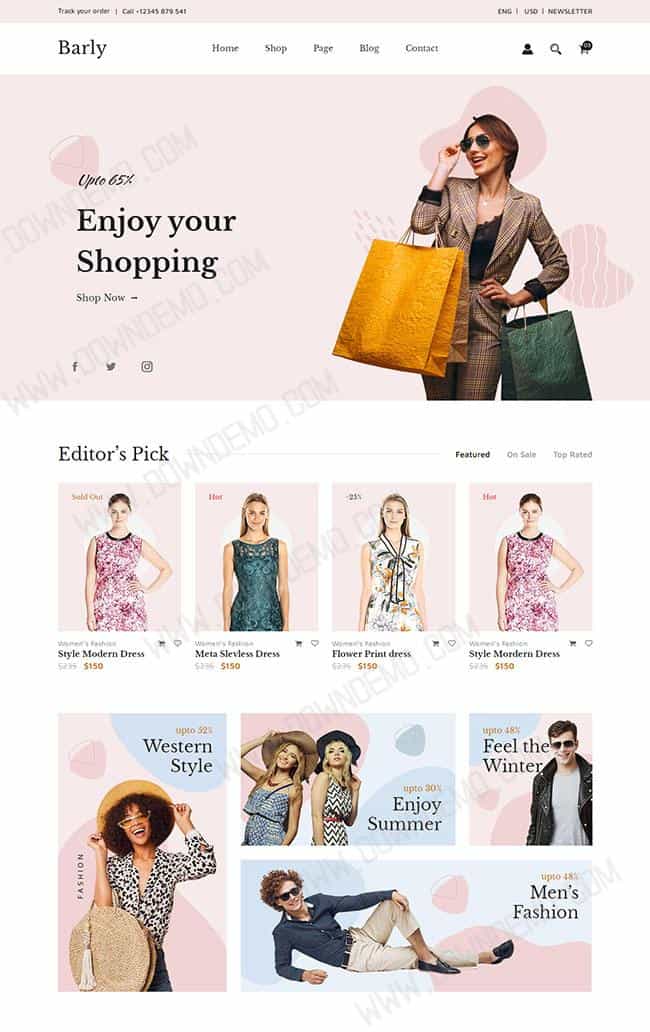 Track your order | Call +12345 879 541
ENG | USD | NEWSLETTER
Barly
Home Shop Page Blog Contact
03
Upto 65%
Enjoy your
Shopping
Shop Now →
Editor's Pick
Featured On Sale Top Rated
Sold Out
Hot
-25%
Hot
Women's Fashion
Style Modern Dress
$235 $150
Women's Fashion
Meta Slevless Dress
$235 $150
Women's Fashion
Flower Print dress
$235 $150
Women's Fashion
Style Mordern Dress
$235 $150
upto 52%
Western
Style
FASHION
upto 30%
Enjoy
Summer
upto 48%
Feel the
Winter
upto 48%
Men's
Fashion
WWW.DOWNDEMO.COM